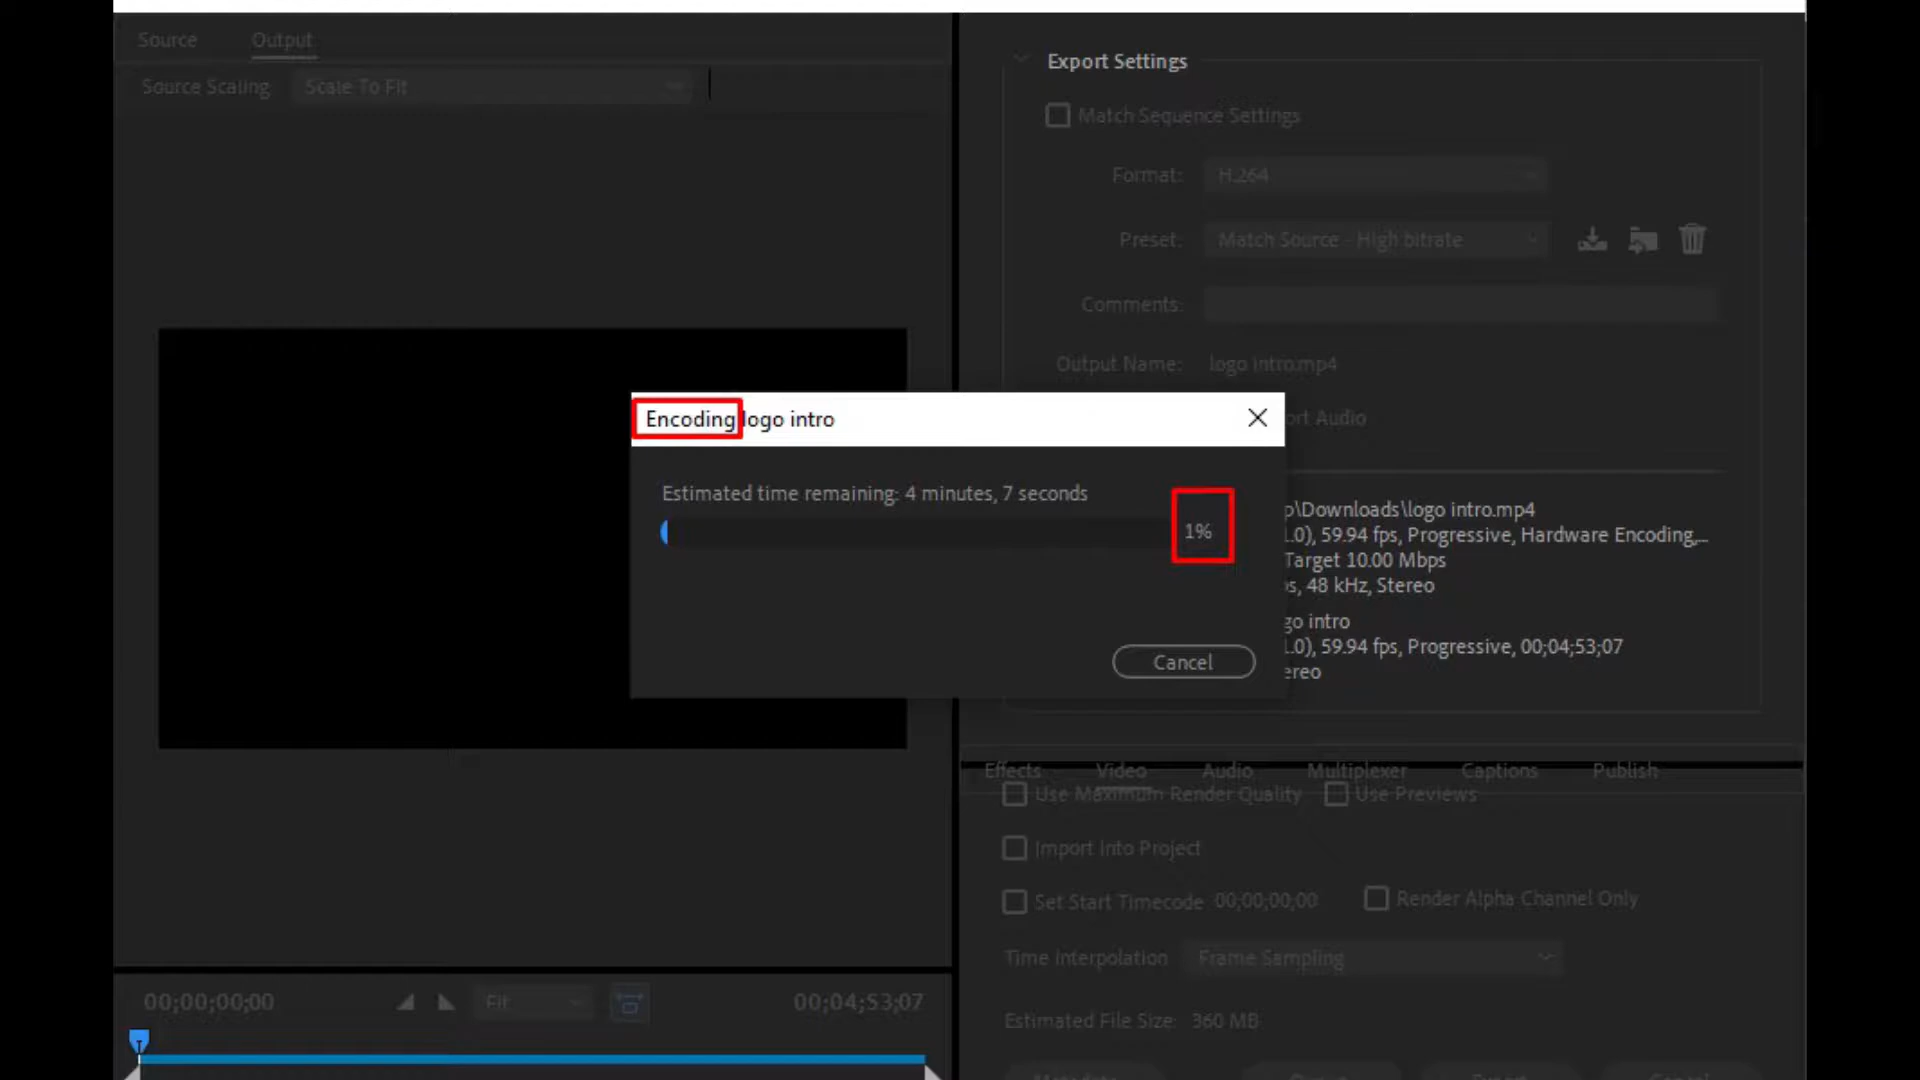 Source Output
Source Scaling: Scale To Fit
Export Settings
Match Sequence Settings
Format: H.264
Preset: Match Source - High bitrate
Comments:
Output Name: logo intro.mp4
ort Audio
Encoding logo intro
Estimated time remaining: 4 minutes, 7 seconds
1%
Cancel
p\Downloads\logo intro.mp4
.0), 59.94 fps, Progressive, Hardware Encoding,...
Target 10.00 Mbps
s, 48 kHz, Stereo
go intro
.0), 59.94 fps, Progressive, 00;04;53;07
ereo
Effects Video Audio Multiplexer Captions Publish
Use Maximum Render Quality Use Previews
Import Into Project
Set Start Timecode 00;00;00;00 Render Alpha Channel Only
Time Interpolation Frame Sampling
Estimated File Size: 360 MB
00;00;00;00 Fit 00;04;53;07